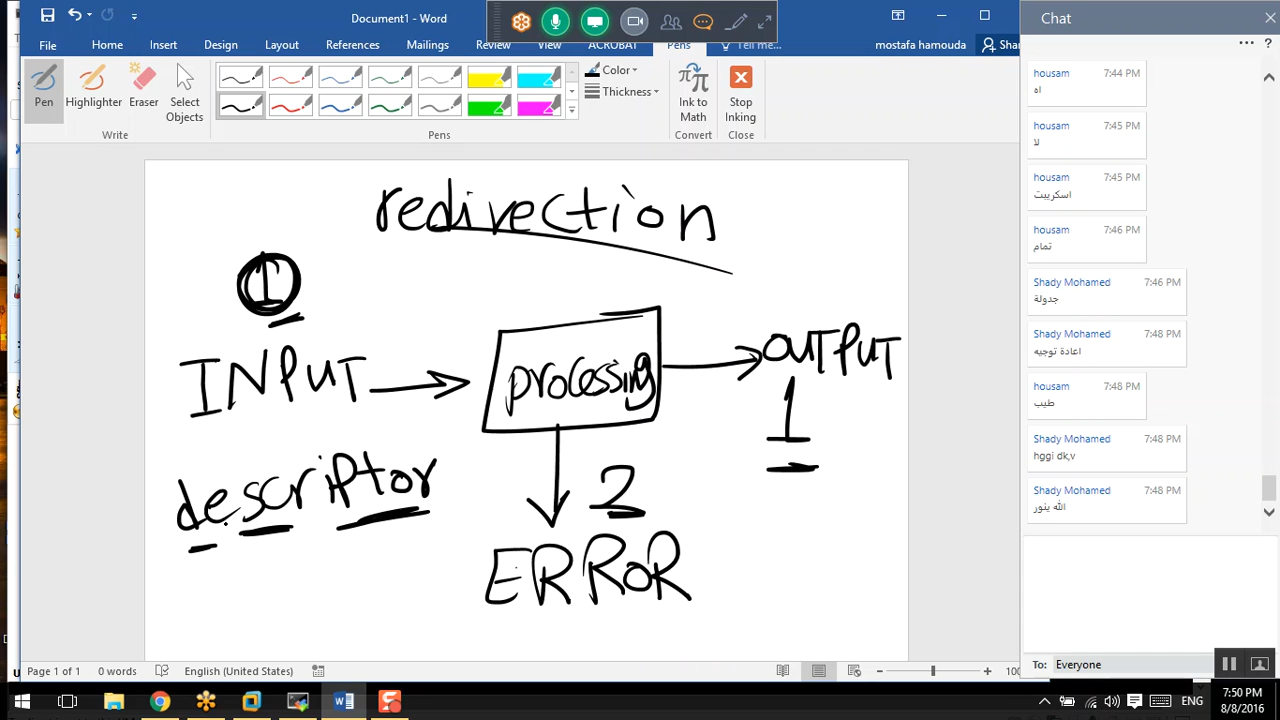 Document1 - Word
File Home Insert Design Layout References Mailings Review View ACROBAT Pens Tell me... mostafa hamouda Shar
Pen Highlighter Eraser Select Objects
Color
Thickness
Ink to Math Stop Inking
Write Pens Convert Close
redirection
INPUT processing OUTPUT
1
descriptor
2
ERROR
Page 1 of 1 0 words English (United States) 100
Chat
housam 7:44 PM
اه
housam 7:45 PM
لا
housam 7:45 PM
اسكريبت
housam 7:46 PM
تمام
Shady Mohamed 7:46 PM
جدولة
Shady Mohamed 7:48 PM
اعادة توجيه
housam 7:48 PM
طيب
Shady Mohamed 7:48 PM
hggi dk,v
Shady Mohamed 7:48 PM
الله ينور
To: Everyone
ENG 7:50 PM
8/8/2016